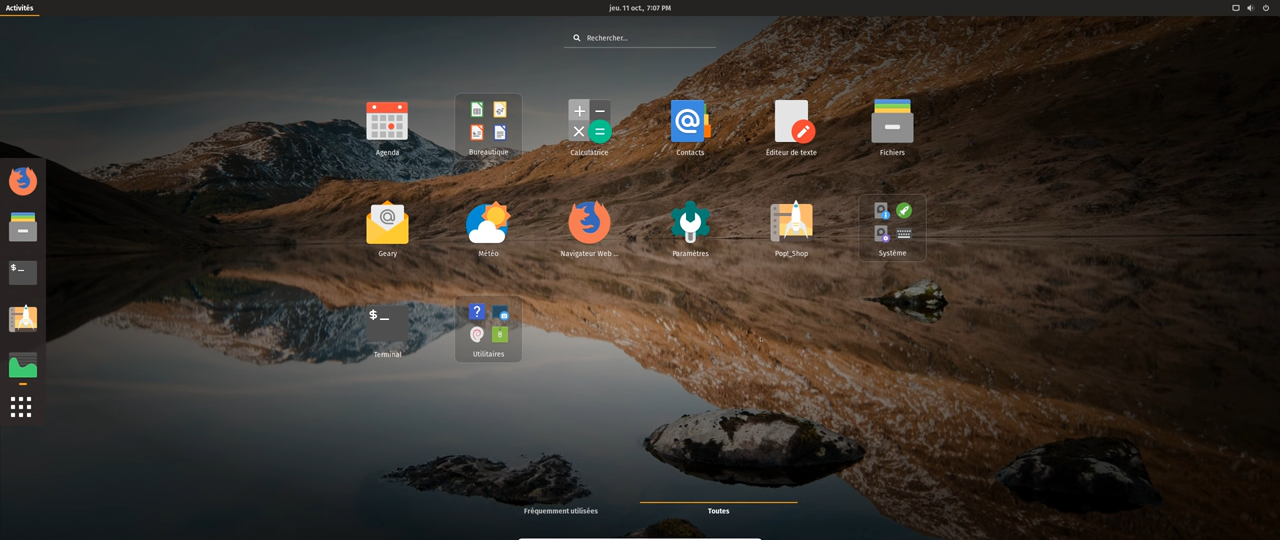 Activités
jeu. 11 oct., 7:07 PM
Rechercher...
Agenda
Bureautique
Calculatrice
Contacts
Éditeur de texte
Fichiers
Geary
Météo
Navigateur Web ...
Paramètres
Pop!_Shop
Système
$_
$_
Terminal
Utilitaires
Fréquemment utilisées
Toutes